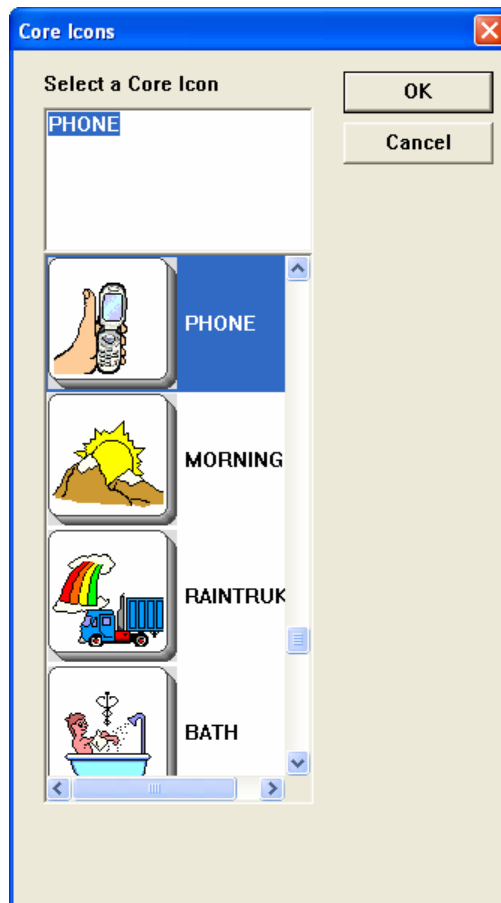 Core Icons
Select a Core Icon
OK
PHONE
Cancel
PHONE
MORNING
RAINTRUK
BATH